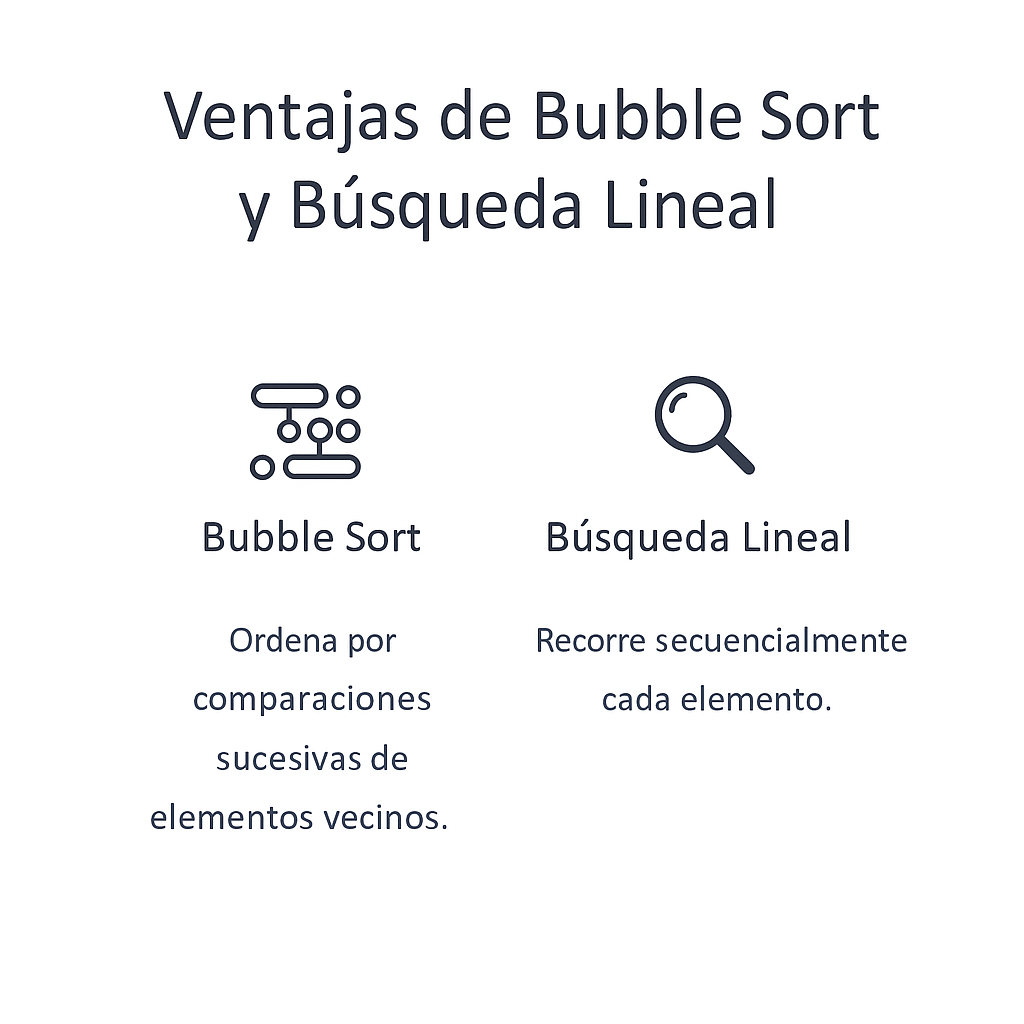 Ventajas de Bubble Sort
y Búsqueda Lineal
Bubble Sort
Ordena por
comparaciones
sucesivas de
elementos vecinos.
Búsqueda Lineal
Recorre secuencialmente
cada elemento.